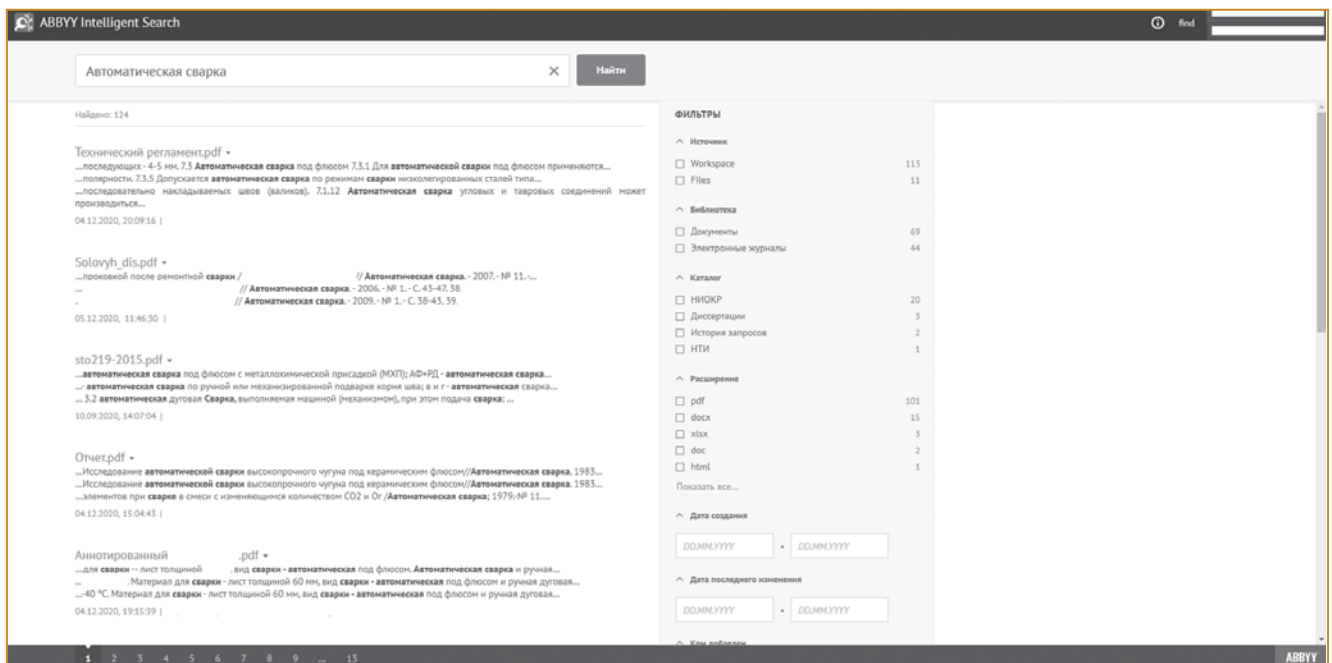 ABBYY Intelligent Search
find
Автоматическая сварка
Найти
Найдено: 124
Технический регламент.pdf
...последующих - 4-5 мм. 7.3 Автоматическая сварка под флюсом 7.3.1 Для автоматической сварки под флюсом применяются...
...полярности. 7.3.5 Допускается автоматическая сварка по режимам сварки низколегированных сталей типа...
...последовательно накладываемых швов (валиков). 7.1.12 Автоматическая сварка угловых и тавровых соединений может
производиться...
04.12.2020, 20:09:16 |
Solovyh_dis.pdf
...проковкой после ремонтной сварки / // Автоматическая сварка. - 2007. - № 11. -...
... // Автоматическая сварка. - 2006. - № 1. - С. 43-47. 38.
. // Автоматическая сварка. - 2009. - № 1. - С. 38-43. 39.
05.12.2020, 11:46:30 |
sto219-2015.pdf
...автоматическая сварка под флюсом с металлохимической присадкой (МХП); АФ+РД - автоматическая сварка...
...- автоматическая сварка по ручной или механизированной подварке корня шва; в и г - автоматическая сварка...
... 3.2 автоматическая дуговая Сварка, выполняемая машиной (механизмом), при этом подача сварка: ...
10.09.2020, 14:07:04 |
Отчет.pdf
...Исследование автоматической сварки высокопрочного чугуна под керамическим флюсом//Автоматическая сварка. 1983...
...Исследование автоматической сварки высокопрочного чугуна под керамическим флюсом//Автоматическая сварка. 1983...
...элементов при сварке в смеси с изменяющимся количеством CO2 и Or /Автоматическая сварка; 1979.-№ 11....
04.12.2020, 15:04:43 |
Аннотированный .pdf
...для сварки -- лист толщиной , вид сварки - автоматическая под флюсом. Автоматическая сварка и ручная...
... . Материал для сварки - лист толщиной 60 мм, вид сварки - автоматическая под флюсом и ручная дуговая...
...-40 °C. Материал для сварки - лист толщиной 60 мм, вид сварки - автоматическая под флюсом и ручная дуговая...
04.12.2020, 19:15:39 |
ФИЛЬТРЫ
Источник
Workspace 113
Files 11
Библиотека
Документы 69
Электронные журналы 44
Каталог
НИОКР 20
Диссертации 3
История запросов 2
НТИ 1
Расширение
pdf 101
docx 15
xlsx 3
doc 2
html 1
Показать все...
Дата создания
DD.MM.YYYY - DD.MM.YYYY
Дата последнего изменения
DD.MM.YYYY - DD.MM.YYYY
Кем добавлен
1 2 3 4 5 6 7 8 9 ... 13
ABBYY